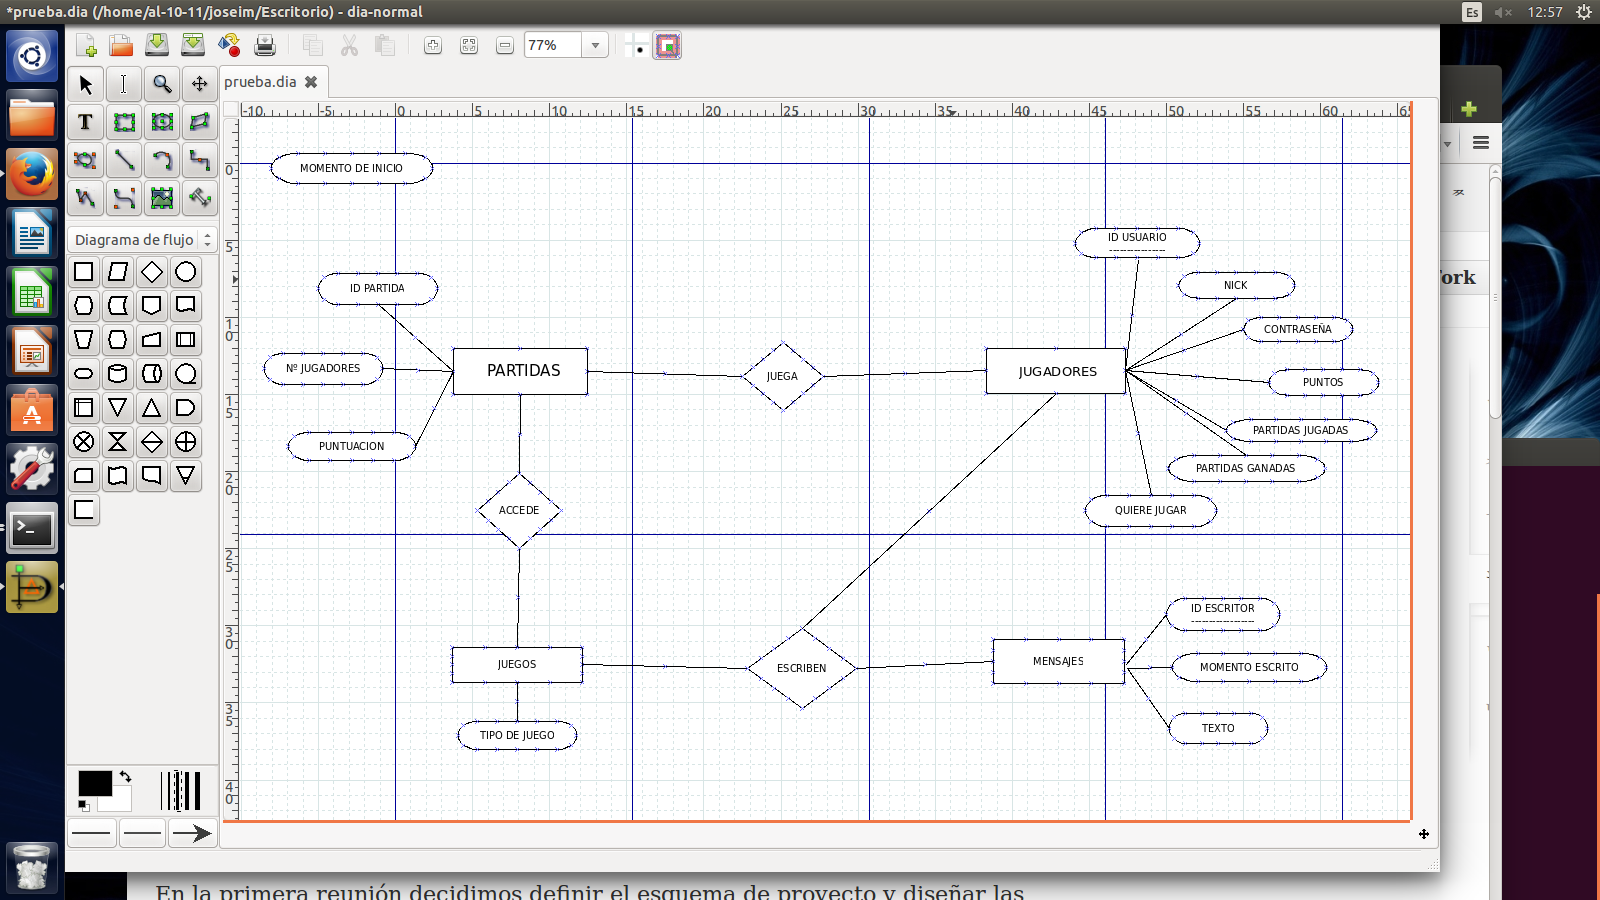 *prueba.dia (/home/al-10-11/joseim/Escritorio) - dia-normal
Es
12:57
77%
prueba.dia
-10 -5 0 5 10 15 20 25 30 35 40 45 50 55 60 65
T
Diagrama de flujo
0
5
10
15
20
25
30
35
40
MOMENTO DE INICIO
ID USUARIO
----------------
NICK
ID PARTIDA
CONTRASEÑA
Nº JUGADORES
PARTIDAS
JUEGA
JUGADORES
PUNTOS
PARTIDAS JUGADAS
PUNTUACION
PARTIDAS GANADAS
ACCEDE
QUIERE JUGAR
ID ESCRITOR
------------------
JUEGOS
ESCRIBEN
MENSAJES
MOMENTO ESCRITO
TIPO DE JUEGO
TEXTO
ork
En la primera reunión decidimos definir el esquema de proyecto y diseñar las